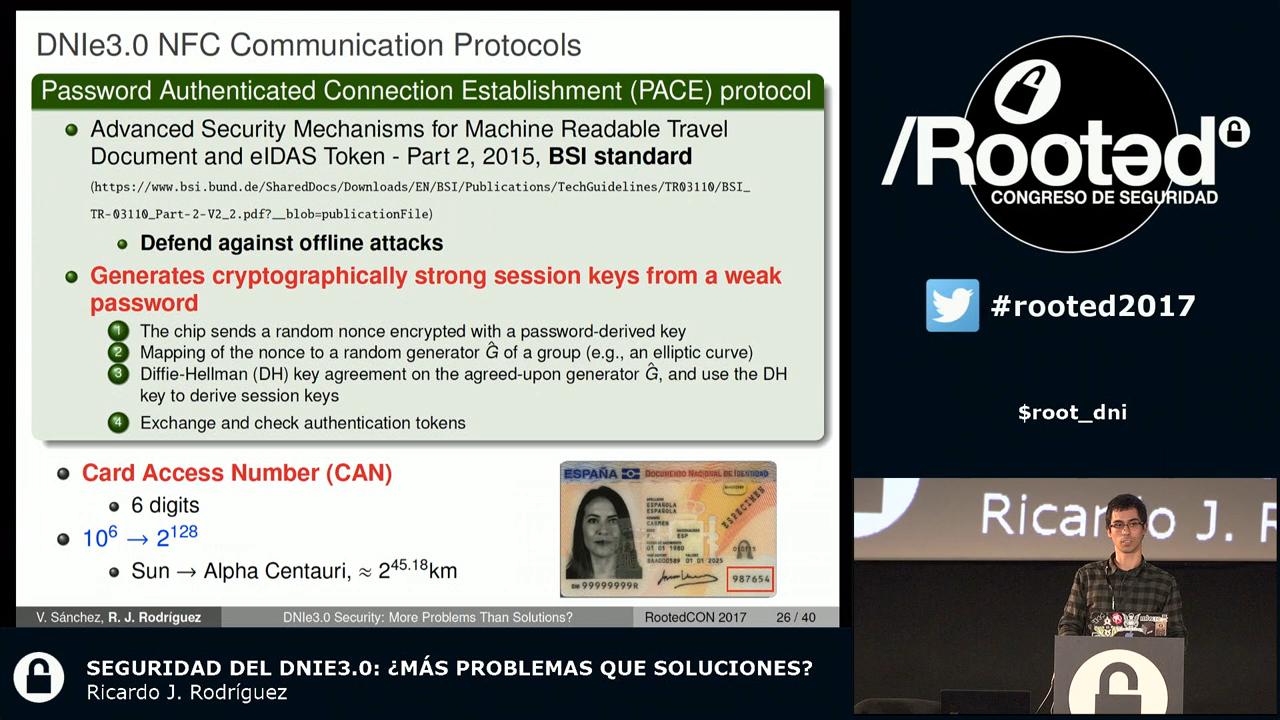 DNIe3.0 NFC Communication Protocols
Password Authenticated Connection Establishment (PACE) protocol
Advanced Security Mechanisms for Machine Readable Travel
Document and eIDAS Token - Part 2, 2015, BSI standard
(https://www.bsi.bund.de/SharedDocs/Downloads/EN/BSI/Publications/TechGuidelines/TR03110/BSI_
TR-03110_Part-2-V2_2.pdf?__blob=publicationFile)
Defend against offline attacks
Generates cryptographically strong session keys from a weak
password
1 The chip sends a random nonce encrypted with a password-derived key
2 Mapping of the nonce to a random generator Ĝ of a group (e.g., an elliptic curve)
3 Diffie-Hellman (DH) key agreement on the agreed-upon generator Ĝ, and use the DH
key to derive session keys
4 Exchange and check authentication tokens
Card Access Number (CAN)
6 digits
10⁶ → 2¹²⁸
Sun → Alpha Centauri, ≈ 2⁴⁵·¹⁸km
ESPAÑA DOCUMENTO NACIONAL DE IDENTIDAD
ESPAÑOLA
ESPAÑOLA
CARMEN
F ESP
01 01 1980
01 01 2025
ESPECIMEN
99999999R
987654
V. Sánchez, R. J. Rodríguez
DNIe3.0 Security: More Problems Than Solutions?
RootedCON 2017
26 / 40
/Rooted
CONGRESO DE SEGURIDAD
#rooted2017
$root_dni
Ricardo J. R
SEGURIDAD DEL DNIE3.0: ¿MÁS PROBLEMAS QUE SOLUCIONES?
Ricardo J. Rodríguez